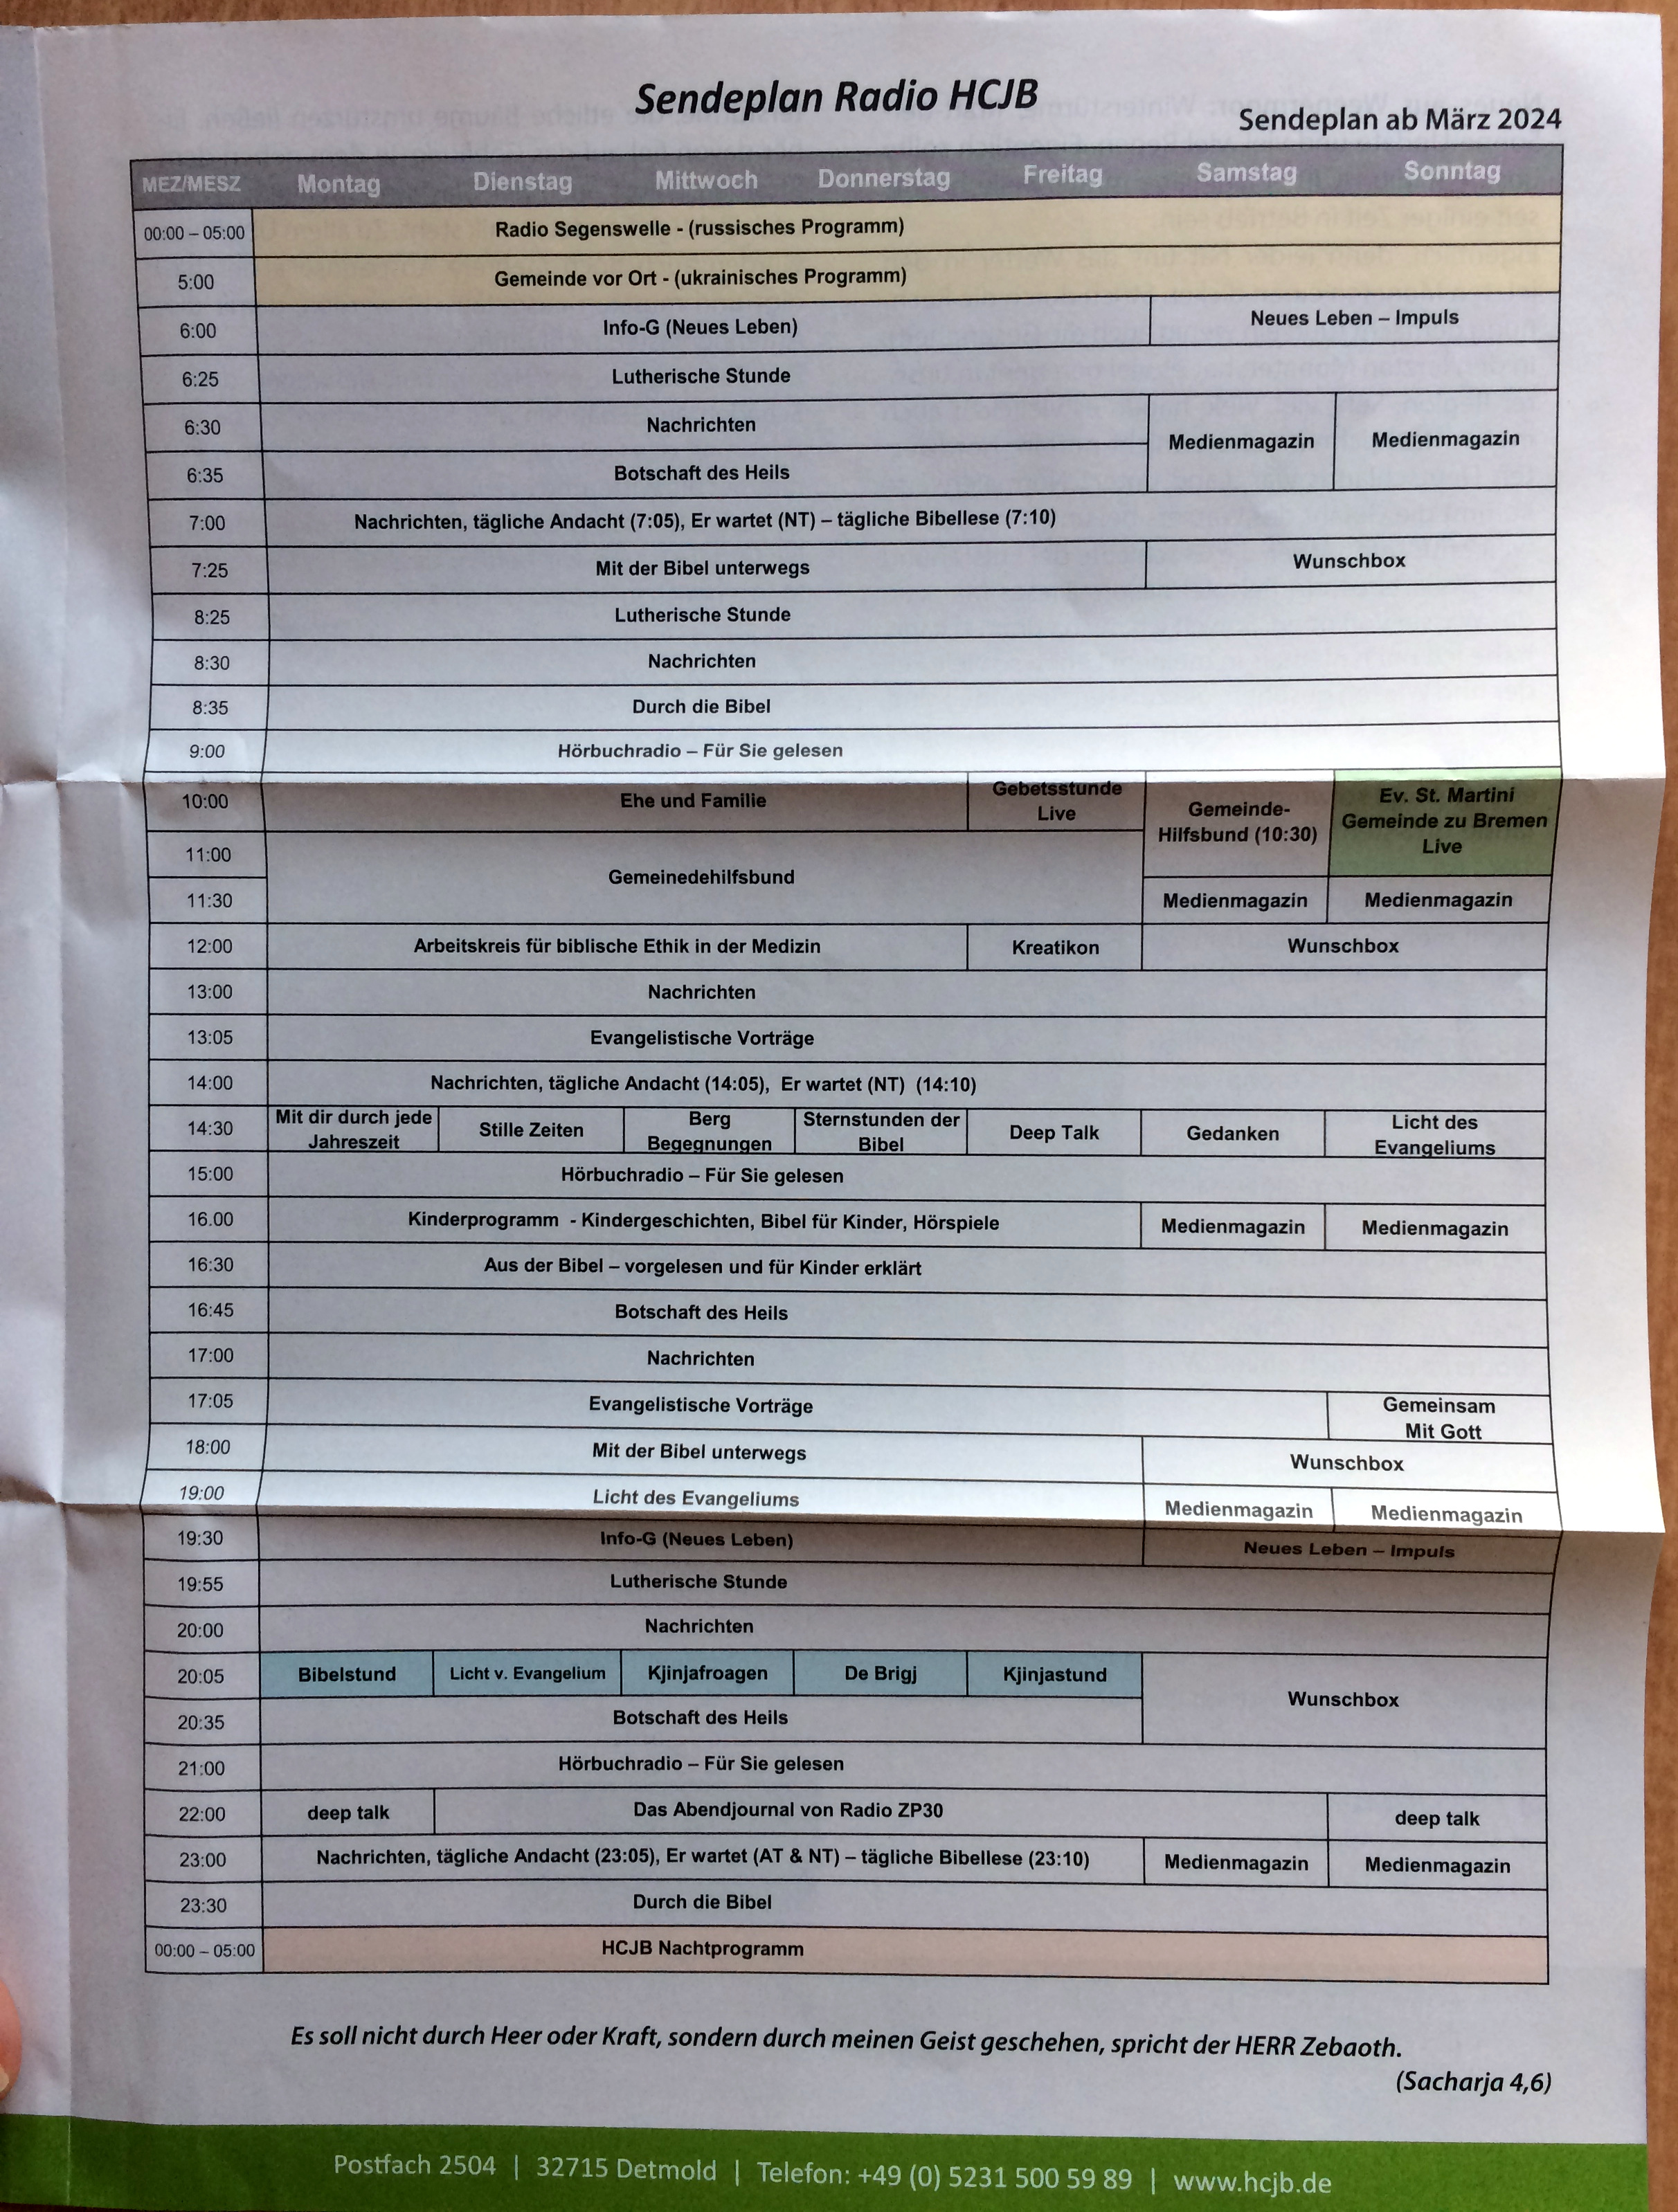 Sendeplan Radio HCJB
Sendeplan ab März 2024
MEZ/MESZ Montag Dienstag Mittwoch Donnerstag Freitag Samstag Sonntag
00:00 – 05:00 Radio Segenswelle - (russisches Programm)
5:00 Gemeinde vor Ort - (ukrainisches Programm)
6:00 Info-G (Neues Leben) Neues Leben – Impuls
6:25 Lutherische Stunde
6:30 Nachrichten Medienmagazin Medienmagazin
6:35 Botschaft des Heils
7:00 Nachrichten, tägliche Andacht (7:05), Er wartet (NT) – tägliche Bibellese (7:10)
7:25 Mit der Bibel unterwegs Wunschbox
8:25 Lutherische Stunde
8:30 Nachrichten
8:35 Durch die Bibel
9:00 Hörbuchradio – Für Sie gelesen
10:00 Ehe und Familie Gebetsstunde
Live
Gemeinde-
Hilfsbund (10:30)
Ev. St. Martini
Gemeinde zu Bremen
Live
11:00
Gemeinedehilfsbund
11:30 Medienmagazin Medienmagazin
12:00 Arbeitskreis für biblische Ethik in der Medizin Kreatikon Wunschbox
13:00 Nachrichten
13:05 Evangelistische Vorträge
14:00 Nachrichten, tägliche Andacht (14:05), Er wartet (NT) (14:10)
14:30 Mit dir durch jede
Jahreszeit
Stille Zeiten
Berg
Begegnungen
Sternstunden der
Bibel
Deep Talk
Gedanken
Licht des
Evangeliums
15:00 Hörbuchradio – Für Sie gelesen
16.00 Kinderprogramm - Kindergeschichten, Bibel für Kinder, Hörspiele Medienmagazin Medienmagazin
16:30 Aus der Bibel – vorgelesen und für Kinder erklärt
16:45 Botschaft des Heils
17:00 Nachrichten
17:05 Evangelistische Vorträge Gemeinsam
Mit Gott
18:00 Mit der Bibel unterwegs Wunschbox
19:00 Licht des Evangeliums Medienmagazin Medienmagazin
19:30 Info-G (Neues Leben) Neues Leben – Impuls
19:55 Lutherische Stunde
20:00 Nachrichten
20:05 Bibelstund Licht v. Evangelium Kjinjafroagen De Brigj Kjinjastund Wunschbox
20:35 Botschaft des Heils
21:00 Hörbuchradio – Für Sie gelesen
22:00 deep talk Das Abendjournal von Radio ZP30 deep talk
23:00 Nachrichten, tägliche Andacht (23:05), Er wartet (AT & NT) – tägliche Bibellese (23:10) Medienmagazin Medienmagazin
23:30 Durch die Bibel
00:00 – 05:00 HCJB Nachtprogramm
Es soll nicht durch Heer oder Kraft, sondern durch meinen Geist geschehen, spricht der HERR Zebaoth.
(Sacharja 4,6)
Postfach 2504 | 32715 Detmold | Telefon: +49 (0) 5231 500 59 89 | www.hcjb.de